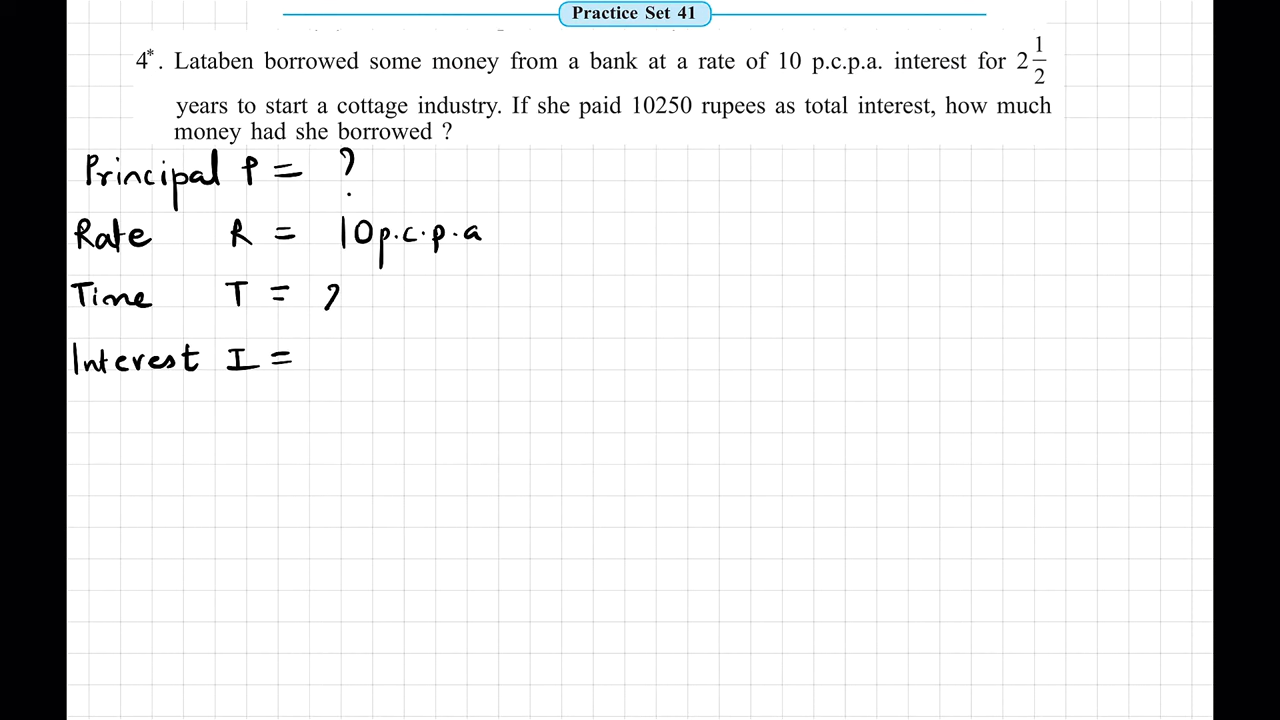 Practice Set 41
4*. Lataben borrowed some money from a bank at a rate of 10 p.c.p.a. interest for 2 1/2
years to start a cottage industry. If she paid 10250 rupees as total interest, how much
money had she borrowed ?
Principal P = ?
Rate R = 10 p.c.p.a
Time T = 2
Interest I =